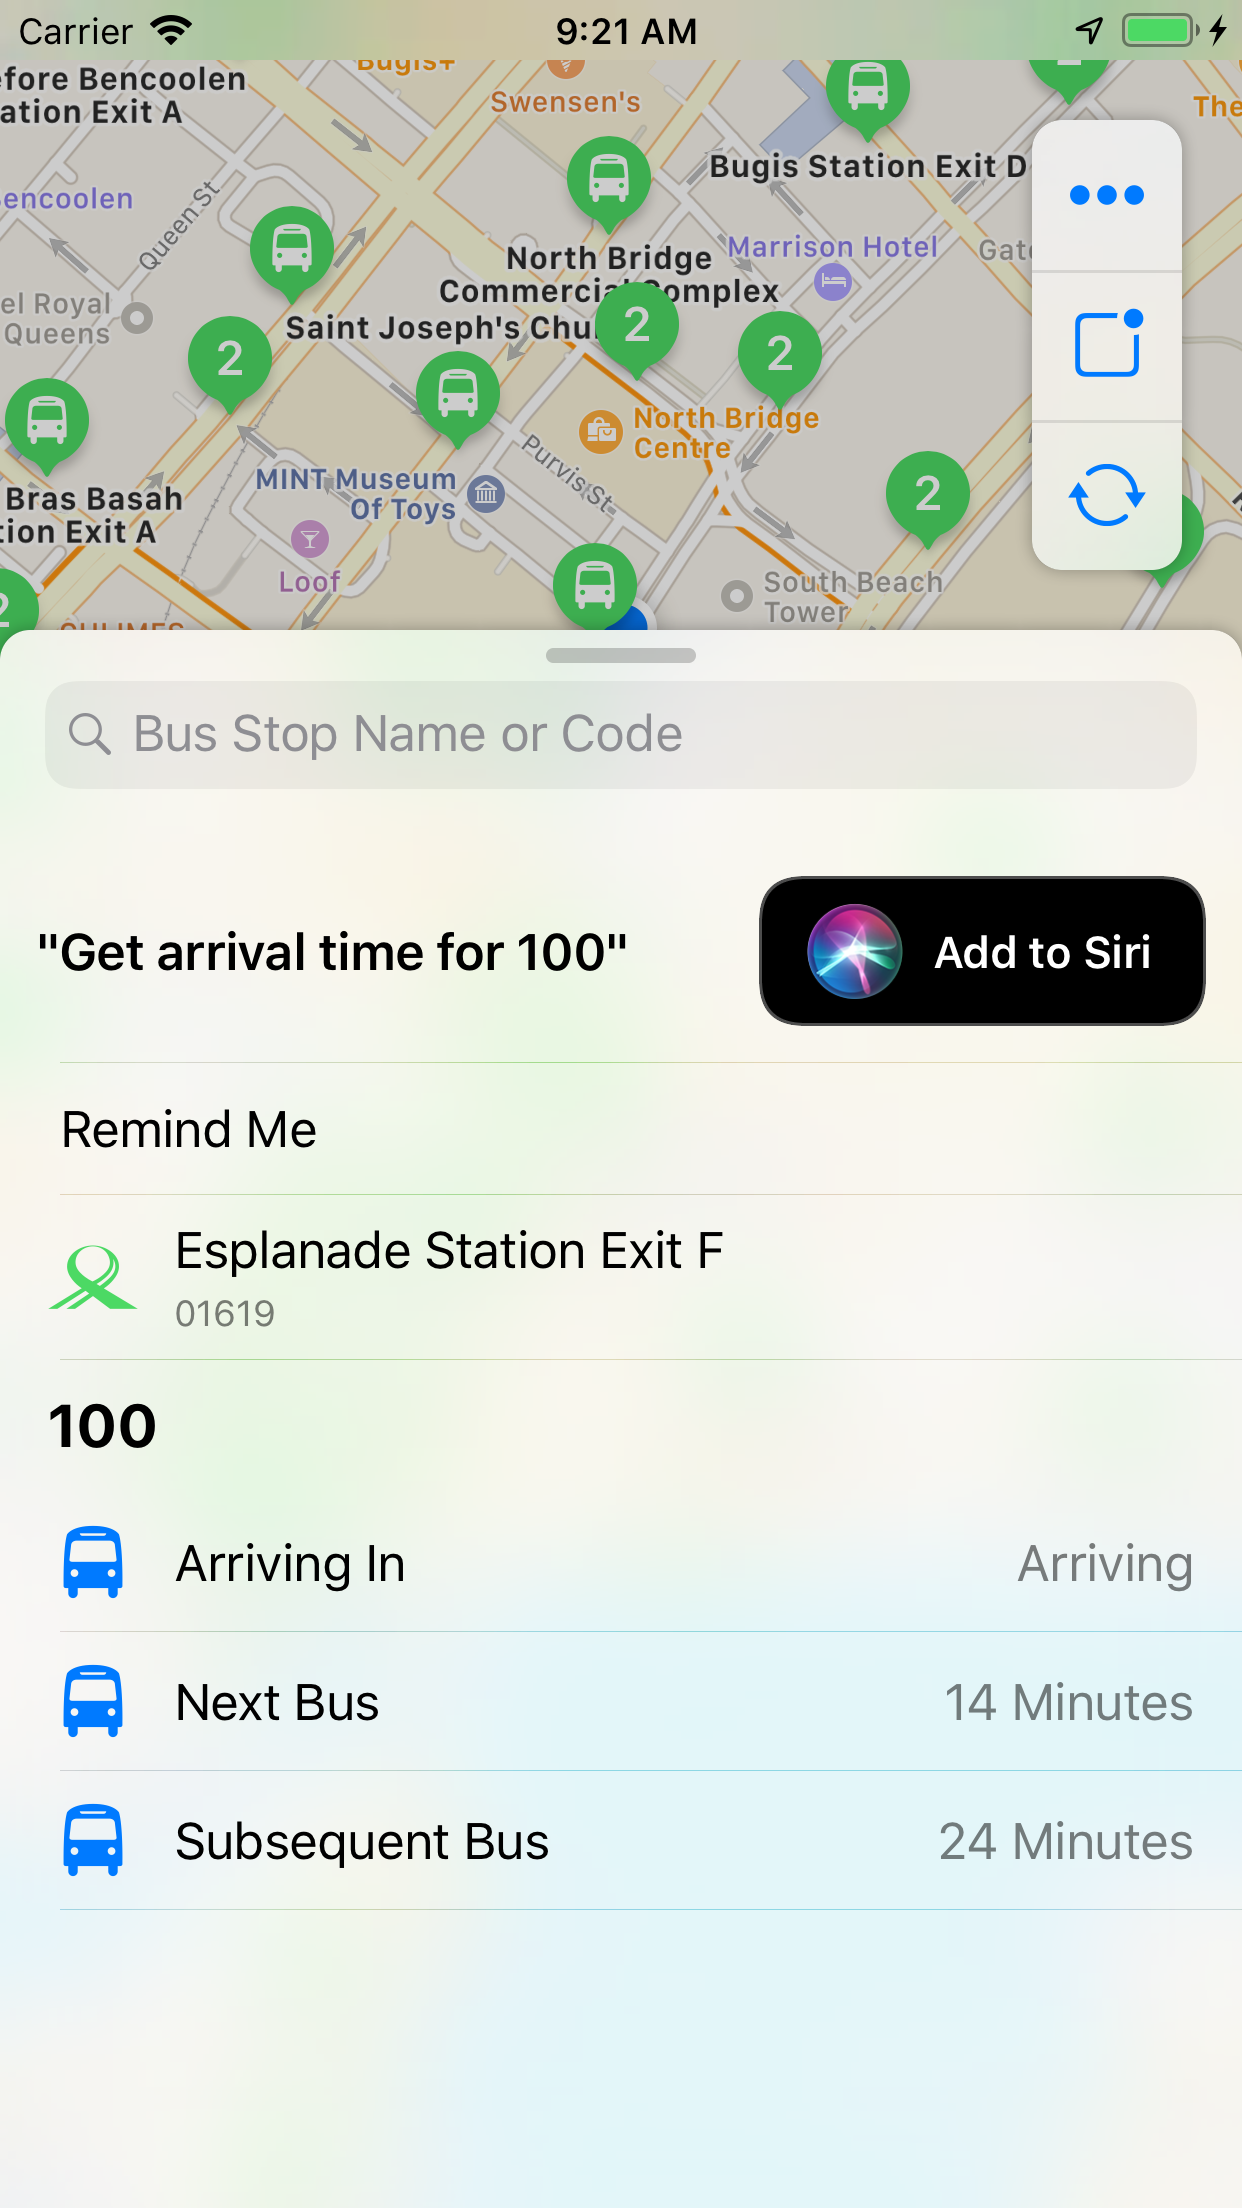 Carrier
9:21 AM
Bugis+
efore Bencoolen
ation Exit A
Swensen's
The
Bugis Station Exit D
encoolen
Queen St
North Bridge
Commercial Complex
Marrison Hotel
Gate
el Royal
Queens
Saint Joseph's Chu
2
2
2
North Bridge
Centre
Purvis St
MINT Museum
Of Toys
2
Bras Basah
tion Exit A
Loof
South Beach
Tower
2
Bus Stop Name or Code
"Get arrival time for 100"
Add to Siri
Remind Me
Esplanade Station Exit F
01619
100
Arriving In
Arriving
Next Bus
14 Minutes
Subsequent Bus
24 Minutes